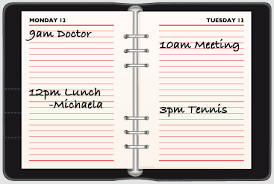 MONDAY 12
9am Doctor
12pm Lunch
-Michaela
TUESDAY 13
10am Meeting
3pm Tennis